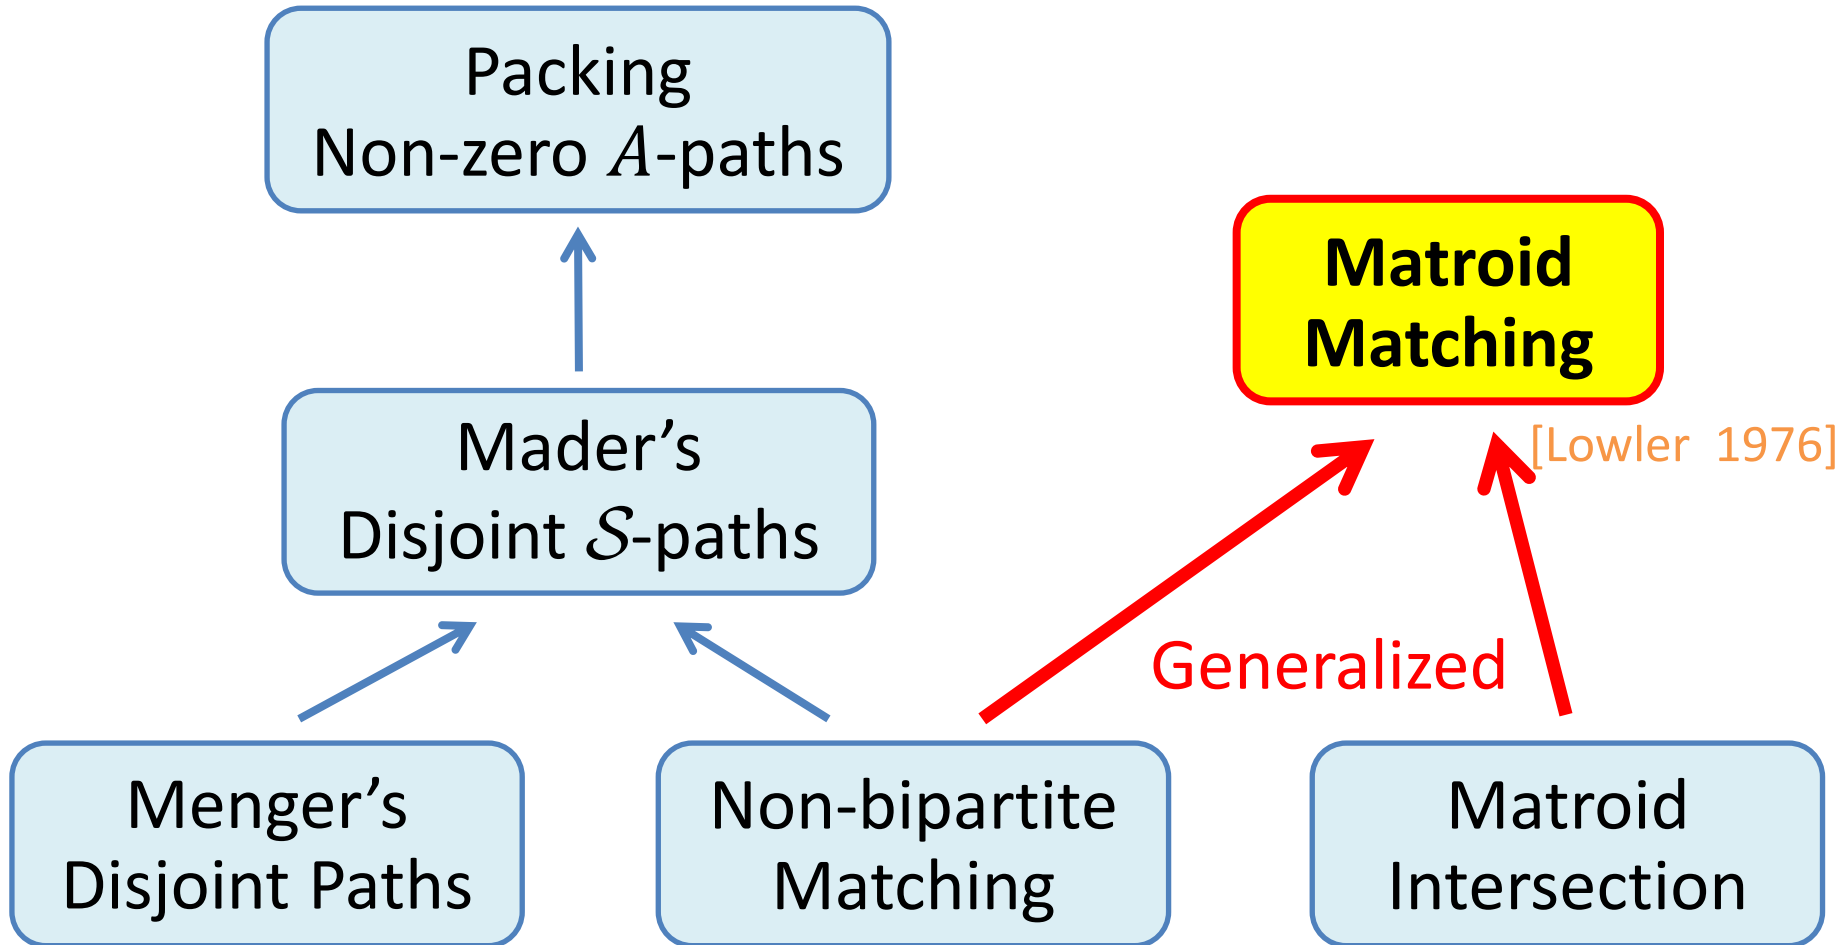 Packing
Non-zero A-paths
Matroid
Matching
[Lowler 1976]
Mader’s
Disjoint 𝒮-paths
Generalized
Menger’s
Disjoint Paths
Non-bipartite
Matching
Matroid
Intersection